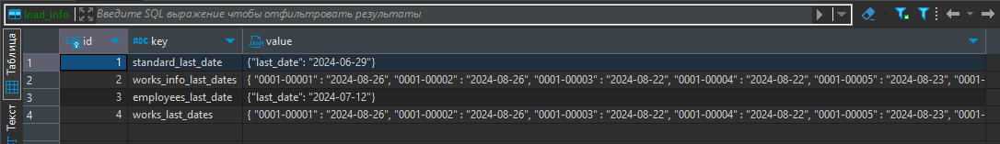 load_info Введите SQL выражение чтобы отфильтровать результаты
Таблица
Текст
id ABC key JSON value
1 1 standard_last_date {"last_date": "2024-06-29"}
2 2 works_info_last_dates { "0001-00001" : "2024-08-26", "0001-00002" : "2024-08-26", "0001-00003" : "2024-08-22", "0001-00004" : "2024-08-22", "0001-00005" : "2024-08-23", "0001-
3 3 employees_last_date {"last_date": "2024-07-12"}
4 4 works_last_dates { "0001-00001" : "2024-08-26", "0001-00002" : "2024-08-26", "0001-00003" : "2024-08-22", "0001-00004" : "2024-08-22", "0001-00005" : "2024-08-23", "0001-